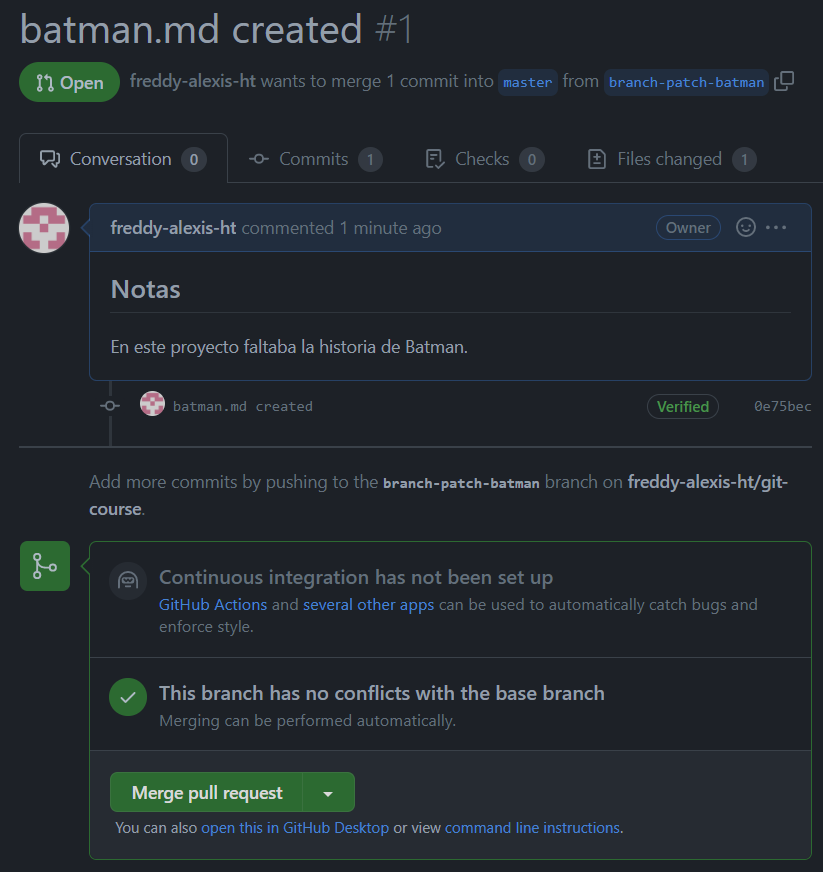 batman.md created #1
Open freddy-alexis-ht wants to merge 1 commit into master from branch-patch-batman
Conversation 0 Commits 1 Checks 0 Files changed 1
freddy-alexis-ht commented 1 minute ago Owner
Notas
En este proyecto faltaba la historia de Batman.
batman.md created Verified 0e75bec
Add more commits by pushing to the branch-patch-batman branch on freddy-alexis-ht/git-
course.
Continuous integration has not been set up
GitHub Actions and several other apps can be used to automatically catch bugs and
enforce style.
This branch has no conflicts with the base branch
Merging can be performed automatically.
Merge pull request
You can also open this in GitHub Desktop or view command line instructions.